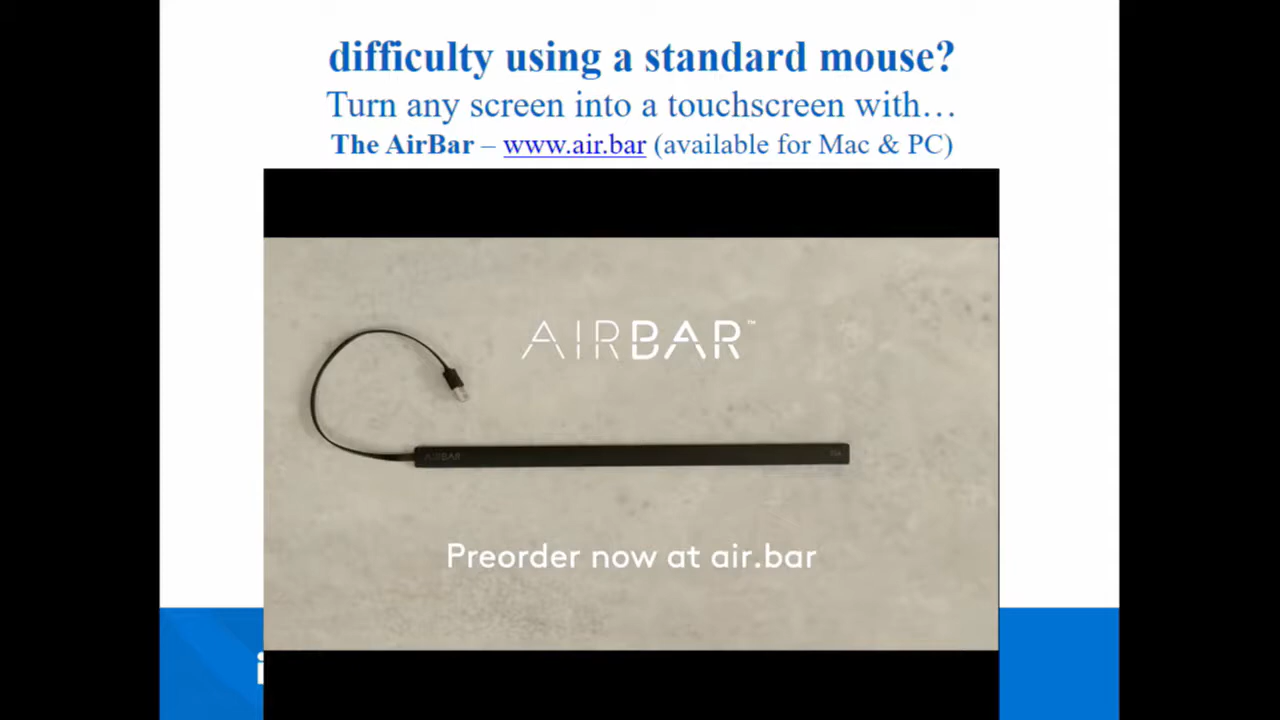 difficulty using a standard mouse?
Turn any screen into a touchscreen with…
The AirBar – www.air.bar (available for Mac & PC)
AIRBAR™
AIRBAR
Preorder now at air.bar